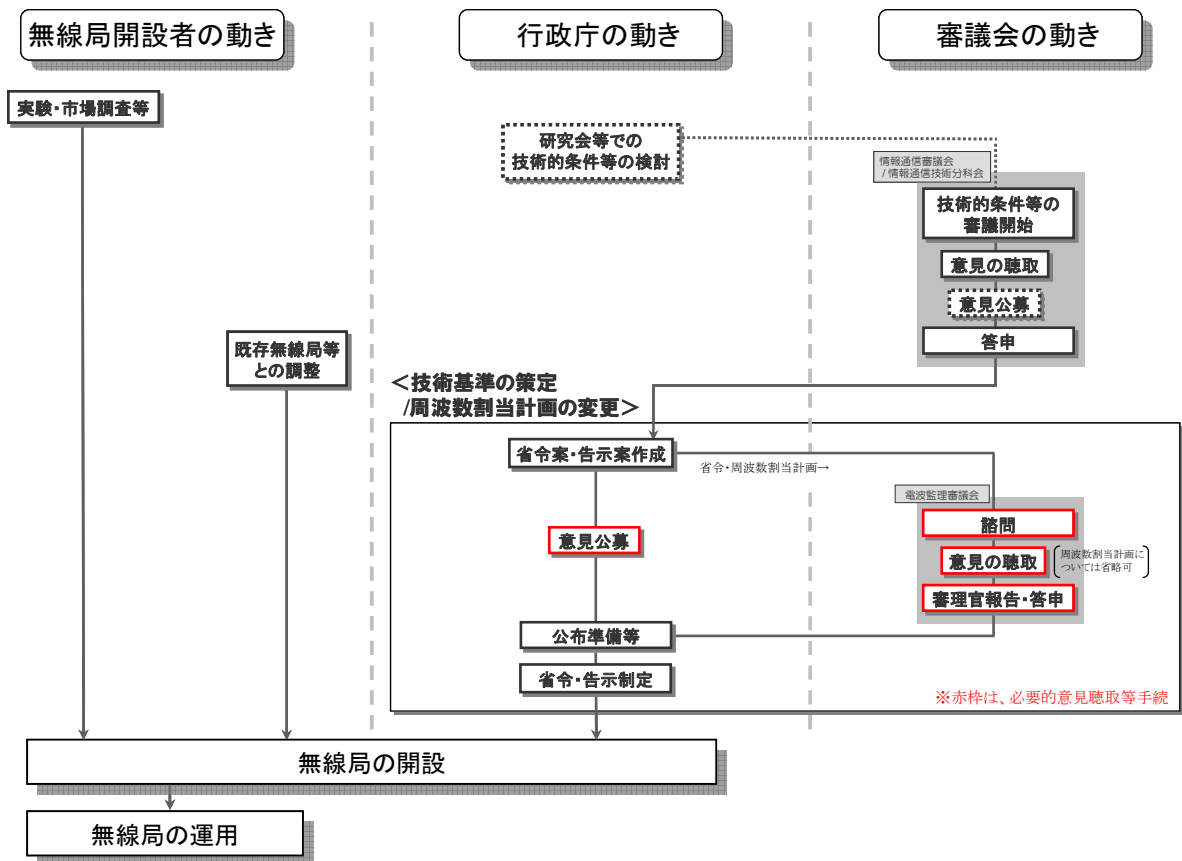 無線局開設者の動き
行政庁の動き
審議会の動き
実験・市場調査等
研究会等での
技術的条件等の検討
情報通信審議会
/情報通信技術分科会
技術的条件等の
審議開始
意見の聴取
意見公募
答申
既存無線局等
との調整
＜技術基準の策定
/周波数割当計画の変更＞
省令案・告示案作成
省令・周波数割当計画→
電波監理審議会
諮問
意見公募
意見の聴取
周波数割当計画に
ついては省略可
審理官報告・答申
公布準備等
省令・告示制定
※赤枠は、必要的意見聴取等手続
無線局の開設
無線局の運用